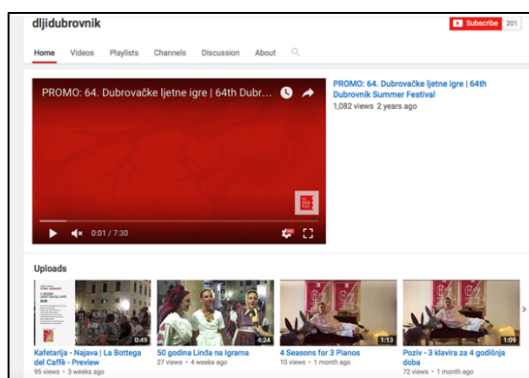 dljidubrovnik
Subscribe 201
Home Videos Playlists Channels Discussion About
PROMO: 64. Dubrovačke ljetne igre | 64th Dubr...
PROMO: 64. Dubrovačke ljetne igre | 64th
Dubrovnik Summer Festival
1,082 views 2 years ago
0:01 / 7:30
Uploads
0:49
4:24
1:13
1:09
Kafetarija - Najava | La Bottega
del Caffè - Preview
95 views • 3 weeks ago
50 godina Linđa na Igrama
27 views • 4 weeks ago
4 Seasons for 3 Pianos
10 views • 1 month ago
Poziv - 3 klavira za 4 godišnja
doba
72 views • 1 month ago